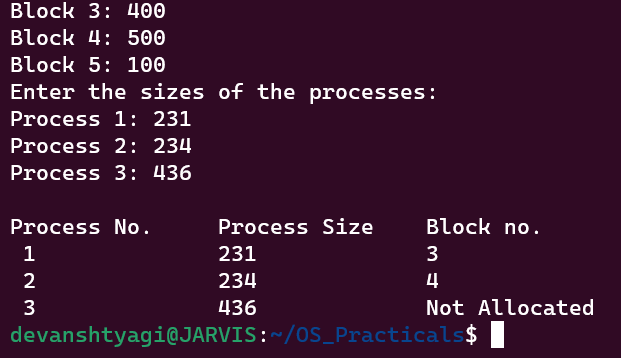 Block 3: 400
Block 4: 500
Block 5: 100
Enter the sizes of the processes:
Process 1: 231
Process 2: 234
Process 3: 436
Process No. Process Size Block no.
1 231 3
2 234 4
3 436 Not Allocated
devanshtyagi@JARVIS:~/OS_Practicals$